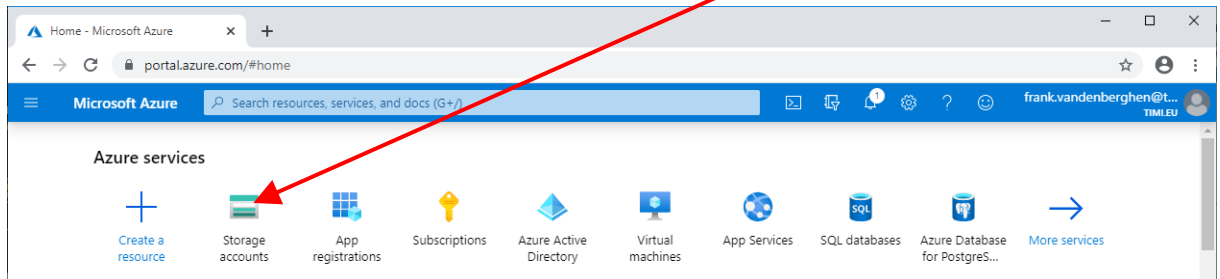 Home - Microsoft Azure
portal.azure.com/#home
Microsoft Azure
Search resources, services, and docs (G+/)
1
frank.vandenberghen@t...
TIMI.EU
Azure services
Create a resource
Storage accounts
App registrations
Subscriptions
Azure Active Directory
Virtual machines
App Services
SQL
SQL databases
Azure Database for PostgreS...
More services